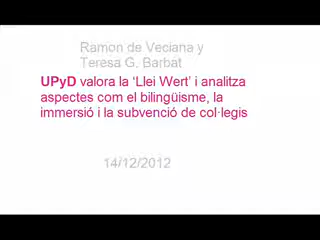 Ramon de Veciana y
Teresa G. Barbat
UPyD valora la ‘Llei Wert’ i analitza
aspectes com el bilingüisme, la
immersió i la subvenció de col·legis
14/12/2012